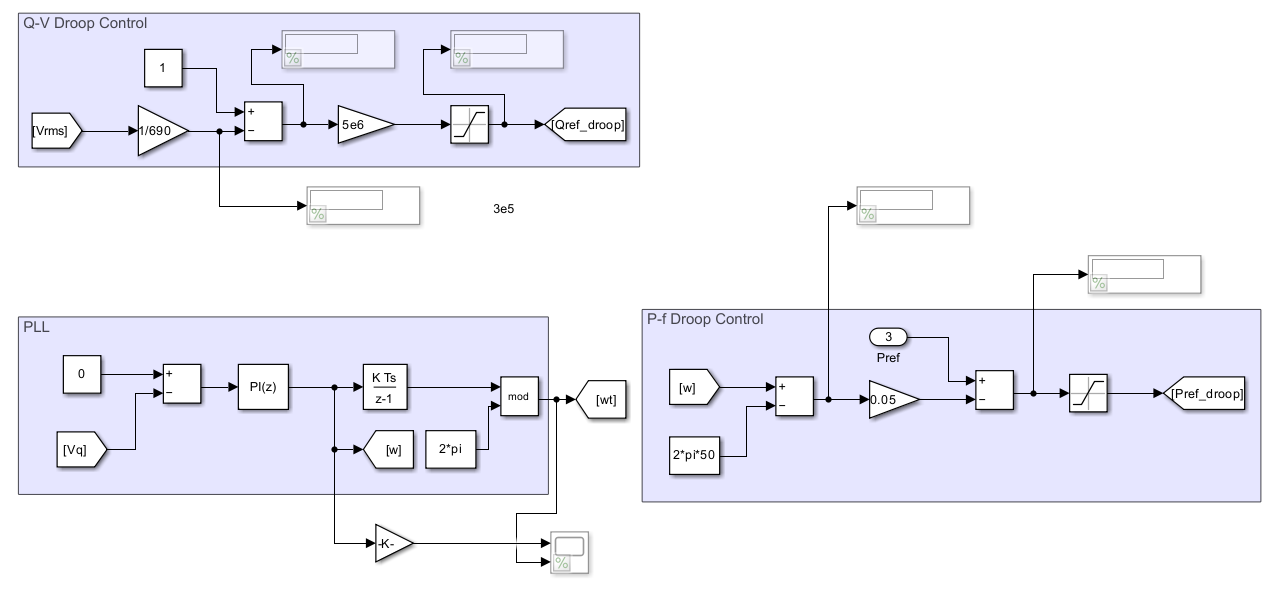 Q-V Droop Control
1
+
−
[Vrms]
1/690
5e6
[Qref_droop]
%
%
%
3e5
%
%
PLL
0
+
−
PI(z)
K Ts
z-1
mod
[wt]
[Vq]
[w]
2*pi
-K-
%
P-f Droop Control
3
Pref
[w]
+
−
0.05
+
−
[Pref_droop]
2*pi*50